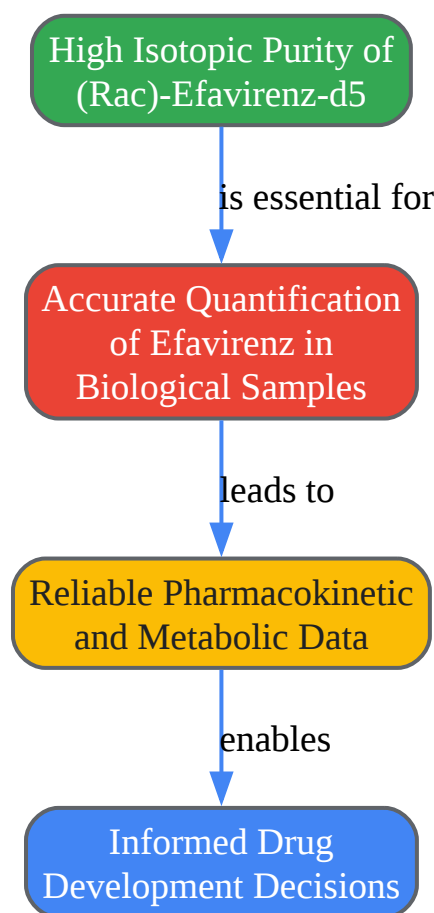 High Isotopic Purity of
(Rac)-Efavirenz-d5
is essential for
Accurate Quantification
of Efavirenz in
Biological Samples
leads to
Reliable Pharmacokinetic
and Metabolic Data
enables
Informed Drug
Development Decisions